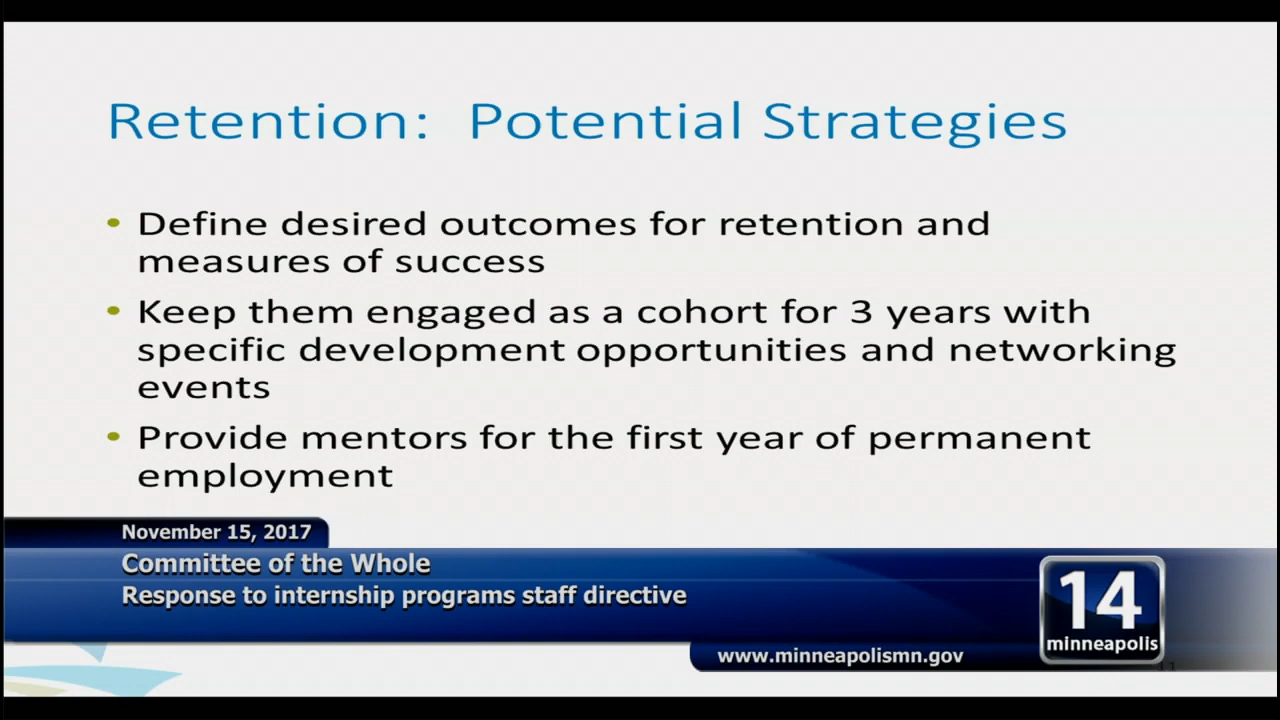 Retention: Potential Strategies
• Define desired outcomes for retention and
measures of success
• Keep them engaged as a cohort for 3 years with
specific development opportunities and networking
events
• Provide mentors for the first year of permanent
employment
November 15, 2017
Committee of the Whole
Response to internship programs staff directive
14
minneapolis
www.minneapolismn.gov
11